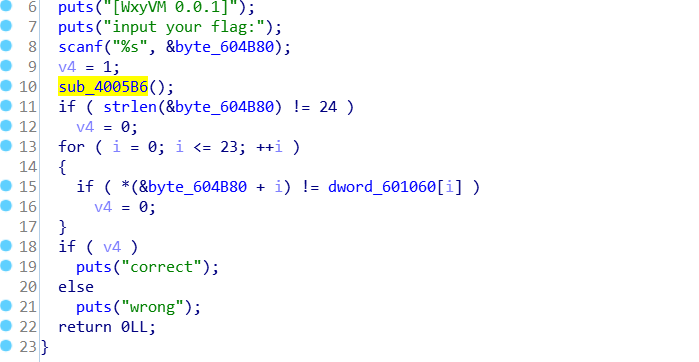 6 puts("[WxyVM 0.0.1]");
7 puts("input your flag:");
8 scanf("%s", &byte_604B80);
9 v4 = 1;
10 sub_4005B6();
11 if ( strlen(&byte_604B80) != 24 )
12 v4 = 0;
13 for ( i = 0; i <= 23; ++i )
14 {
15 if ( *(&byte_604B80 + i) != dword_601060[i] )
16 v4 = 0;
17 }
18 if ( v4 )
19 puts("correct");
20 else
21 puts("wrong");
22 return 0LL;
23 }